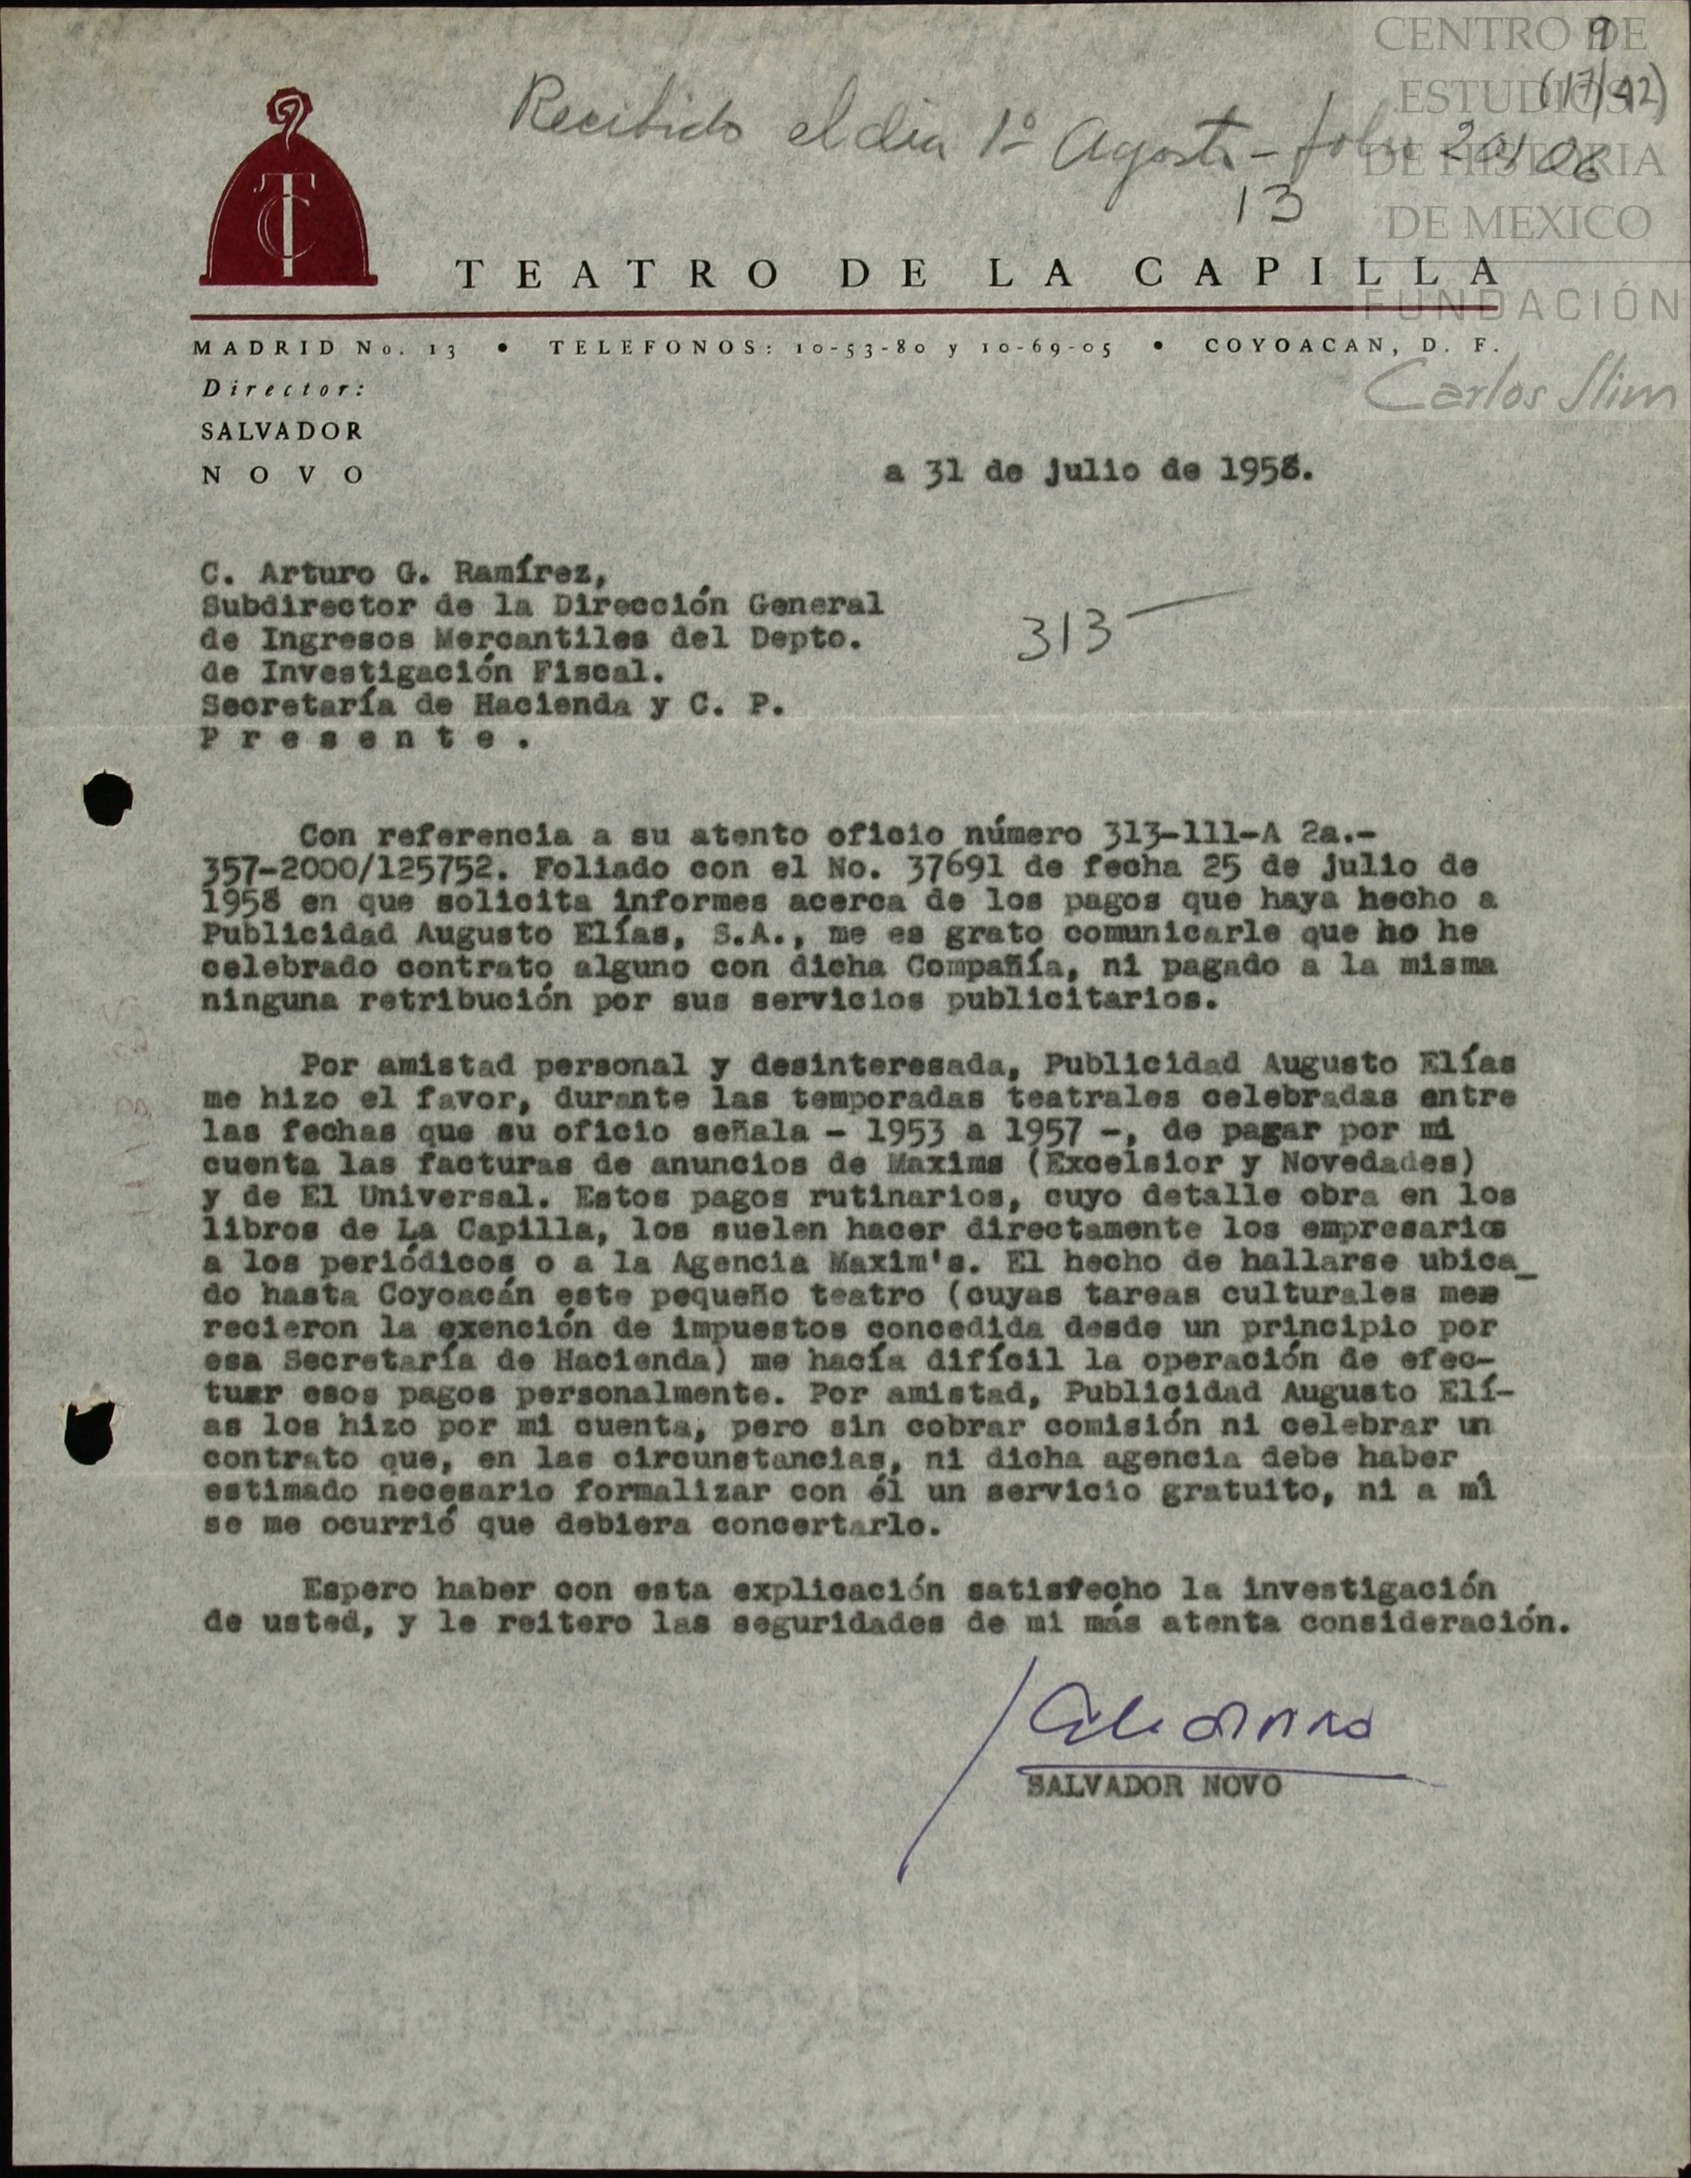 CENTRO DE
ESTUDIOS
DE HISTORIA
DE MEXICO
FUNDACIÓN
Carlos Slim
9
(17/42)
Recibido el dia 1º Agosto -
13
TC
TEATRO DE LA CAPILLA
MADRID No. 13 • TELEFONOS: 10-53-80 y 10-69-05 • COYOACAN, D. F.
Director:
SALVADOR
NOVO
a 31 de julio de 1958.
C. Arturo G. Ramírez,
Subdirector de la Dirección General
de Ingresos Mercantiles del Depto.
de Investigación Fiscal.
Secretaría de Hacienda y C. P.
P r e s e n t e .
313
Con referencia a su atento oficio número 313-111-A 2a.-
357-2000/125752. Foliado con el No. 37691 de fecha 25 de julio de
1958 en que solicita informes acerca de los pagos que haya hecho a
Publicidad Augusto Elías, S.A., me es grato comunicarle que no he
celebrado contrato alguno con dicha Compañía, ni pagado a la misma
ninguna retribución por sus servicios publicitarios.
Por amistad personal y desinteresada, Publicidad Augusto Elías
me hizo el favor, durante las temporadas teatrales celebradas entre
las fechas que su oficio señala - 1953 a 1957 -, de pagar por mi
cuenta las facturas de anuncios de Maxims (Excelsior y Novedades)
y de El Universal. Estos pagos rutinarios, cuyo detalle obra en los
libros de La Capilla, los suelen hacer directamente los empresarios
a los periódicos o a la Agencia Maxim's. El hecho de hallarse ubica_
do hasta Coyoacán este pequeño teatro (cuyas tareas culturales me=
recieron la exención de impuestos concedida desde un principio por
esa Secretaría de Hacienda) me hacía difícil la operación de efec-
tuar esos pagos personalmente. Por amistad, Publicidad Augusto Elí-
as los hizo por mi cuenta, pero sin cobrar comisión ni celebrar un
contrato que, en las circunstancias, ni dicha agencia debe haber
estimado necesario formalizar con él un servicio gratuito, ni a mí
se me ocurrió que debiera concertarlo.
Espero haber con esta explicación satisfecho la investigación
de usted, y le reitero las seguridades de mi más atenta consideración.
SALVADOR NOVO